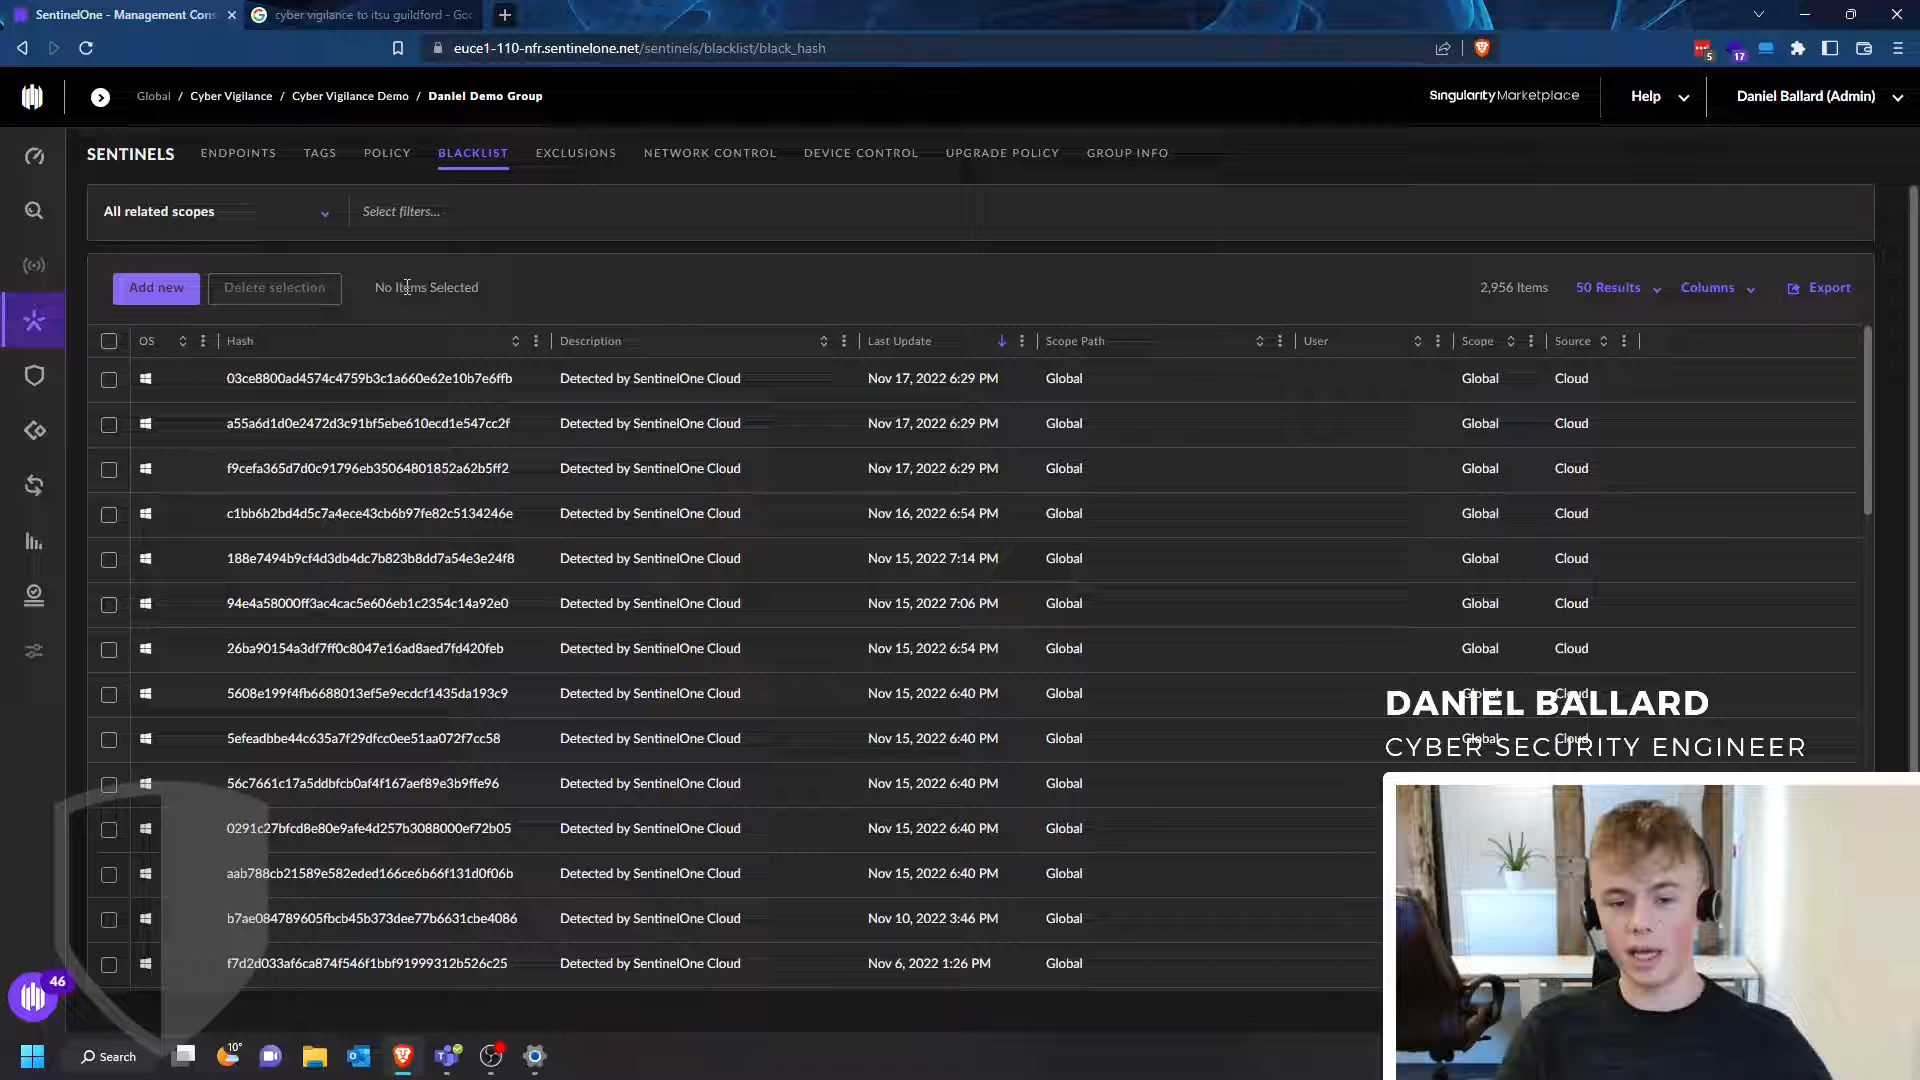 SentinelOne - Management Con
cyber vigilance to itsu guildford - Goo
euce1-110-nfr.sentinelone.net/sentinels/blacklist/black_hash
5
17
Global / Cyber Vigilance / Cyber Vigilance Demo / Daniel Demo Group
Singularity Marketplace
Help
Daniel Ballard (Admin)
SENTINELS ENDPOINTS TAGS POLICY BLACKLIST EXCLUSIONS NETWORK CONTROL DEVICE CONTROL UPGRADE POLICY GROUP INFO
All related scopes
Select filters...
Add new Delete selection No Items Selected 2,956 Items 50 Results Columns Export
OS Hash Description Last Update Scope Path User Scope Source
03ce8800ad4574c4759b3c1a660e62e10b7e6ffb Detected by SentinelOne Cloud Nov 17, 2022 6:29 PM Global Global Cloud
a55a6d1d0e2472d3c91bf5ebe610ecd1e547cc2f Detected by SentinelOne Cloud Nov 17, 2022 6:29 PM Global Global Cloud
f9cefa365d7d0c91796eb35064801852a62b5ff2 Detected by SentinelOne Cloud Nov 17, 2022 6:29 PM Global Global Cloud
c1bb6b2bd4d5c7a4ece43cb6b97fe82c5134246e Detected by SentinelOne Cloud Nov 16, 2022 6:54 PM Global Global Cloud
188e7494b9cf4d3db4dc7b823b8dd7a54e3e24f8 Detected by SentinelOne Cloud Nov 15, 2022 7:14 PM Global Global Cloud
94e4a58000ff3ac4cac5e606eb1c2354c14a92e0 Detected by SentinelOne Cloud Nov 15, 2022 7:06 PM Global Global Cloud
26ba90154a3df7ff0c8047e16ad8aed7fd420feb Detected by SentinelOne Cloud Nov 15, 2022 6:54 PM Global Global Cloud
5608e199f4fb6688013ef5e9ecdcf1435da193c9 Detected by SentinelOne Cloud Nov 15, 2022 6:40 PM Global Global Cloud
5efeadbbe44c635a7f29dfcc0ee51aa072f7cc58 Detected by SentinelOne Cloud Nov 15, 2022 6:40 PM Global Global Cloud
56c7661c17a5ddbfcb0af4f167aef89e3b9ffe96 Detected by SentinelOne Cloud Nov 15, 2022 6:40 PM Global
0291c27bfcd8e80e9afe4d257b3088000ef72b05 Detected by SentinelOne Cloud Nov 15, 2022 6:40 PM Global
aab788cb21589e582eded166ce6b66f131d0f06b Detected by SentinelOne Cloud Nov 15, 2022 6:40 PM Global
b7ae084789605fbcb45b373dee77b6631cbe4086 Detected by SentinelOne Cloud Nov 10, 2022 3:46 PM Global
f7d2d033af6ca874f546f1bbf91999312b526c25 Detected by SentinelOne Cloud Nov 6, 2022 1:26 PM Global
DANIEL BALLARD
CYBER SECURITY ENGINEER
46
Search
10°